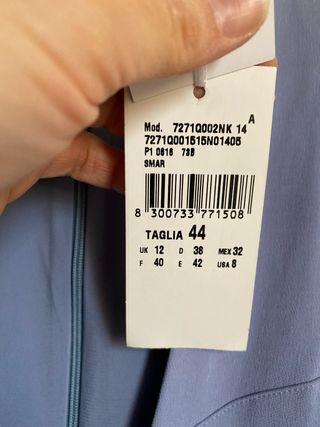 A
Mod. 7271Q002NK 14
7271Q001515N01405
P1 0616 73B
SMAR
8 300733 771508
TAGLIA 44
UK 12 D 38 MEX 32
F 40 E 42 USA 8